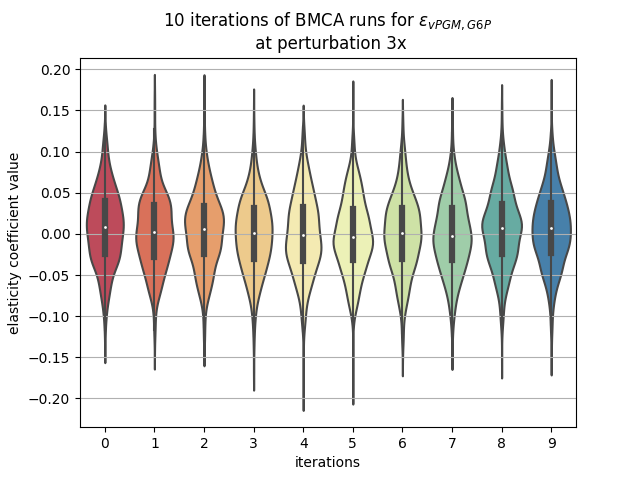 10 iterations of BMCA runs for ε_{vPGM, G6P}
at perturbation 3x
0.20
0.15
0.10
0.05
0.00
−0.05
−0.10
−0.15
−0.20
elasticity coefficient value
0 1 2 3 4 5 6 7 8 9
iterations